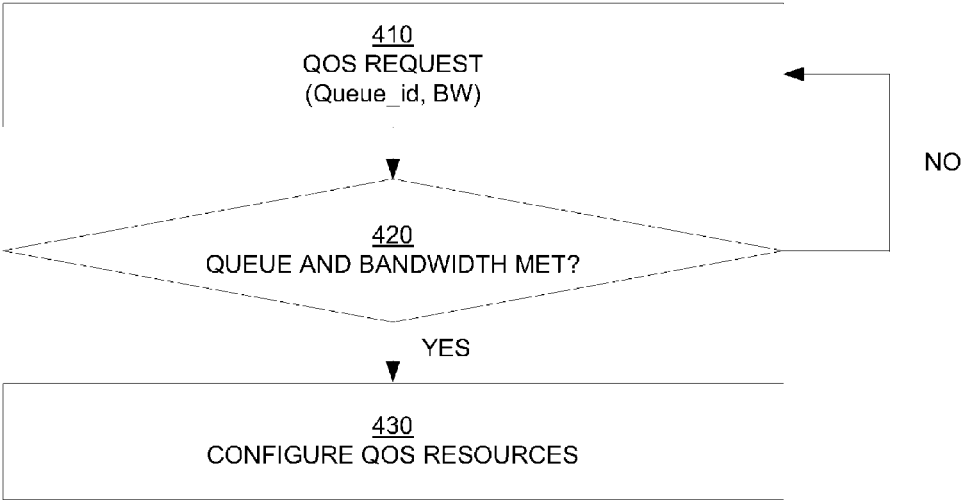 410
QOS REQUEST
(Queue_id, BW)
NO
420
QUEUE AND BANDWIDTH MET?
YES
430
CONFIGURE QOS RESOURCES